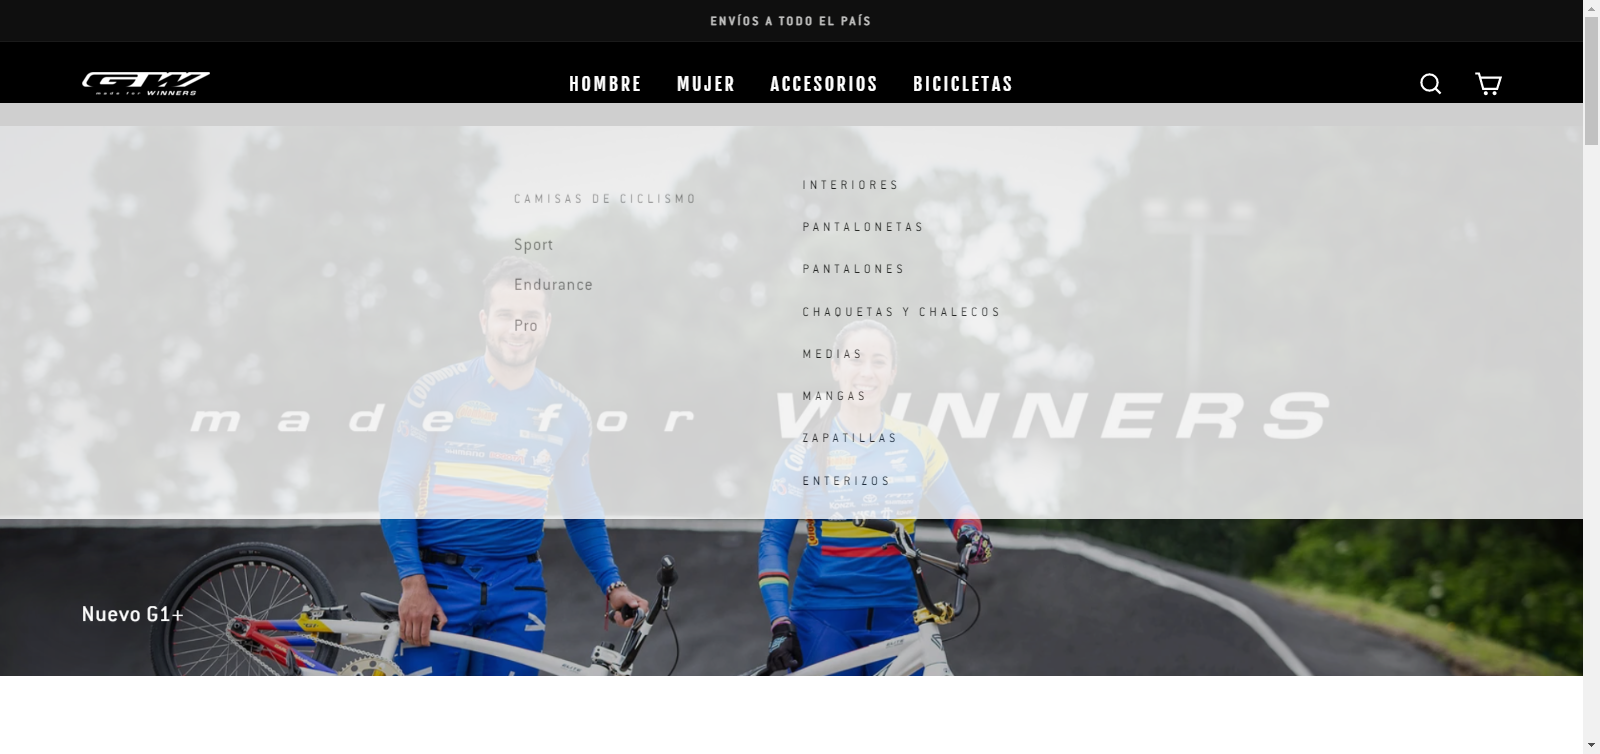 ENVÍOS A TODO EL PAÍS
GW
made for WINNERS
HOMBRE MUJER ACCESORIOS BICICLETAS
CAMISAS DE CICLISMO
Sport
Endurance
Pro
INTERIORES
PANTALONETAS
PANTALONES
CHAQUETAS Y CHALECOS
MEDIAS
MANGAS
ZAPATILLAS
ENTERIZOS
made for WINNERS
Colombia
Nuevo G1+